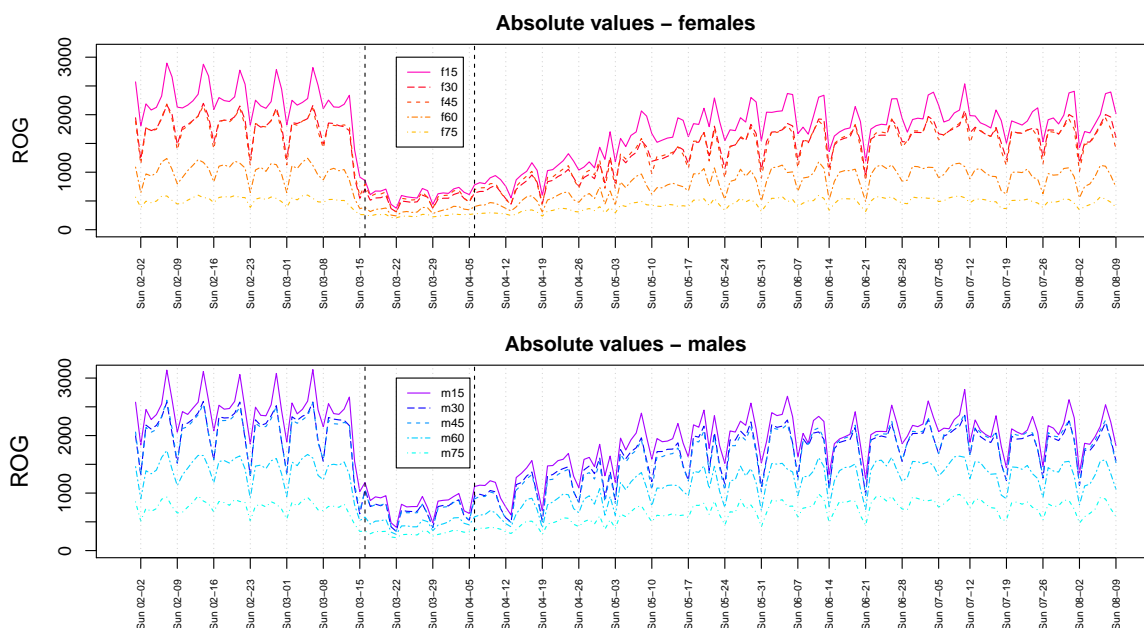 Absolute values – females
ROG
3000
2000
1000
0
f15
f30
f45
f60
f75
Sun 02–02
Sun 02–09
Sun 02–16
Sun 02–23
Sun 03–01
Sun 03–08
Sun 03–15
Sun 03–22
Sun 03–29
Sun 04–05
Sun 04–12
Sun 04–19
Sun 04–26
Sun 05–03
Sun 05–10
Sun 05–17
Sun 05–24
Sun 05–31
Sun 06–07
Sun 06–14
Sun 06–21
Sun 06–28
Sun 07–05
Sun 07–12
Sun 07–19
Sun 07–26
Sun 08–02
Sun 08–09
Absolute values – males
ROG
3000
2000
1000
0
m15
m30
m45
m60
m75
Sun 02–02
Sun 02–09
Sun 02–16
Sun 02–23
Sun 03–01
Sun 03–08
Sun 03–15
Sun 03–22
Sun 03–29
Sun 04–05
Sun 04–12
Sun 04–19
Sun 04–26
Sun 05–03
Sun 05–10
Sun 05–17
Sun 05–24
Sun 05–31
Sun 06–07
Sun 06–14
Sun 06–21
Sun 06–28
Sun 07–05
Sun 07–12
Sun 07–19
Sun 07–26
Sun 08–02
Sun 08–09